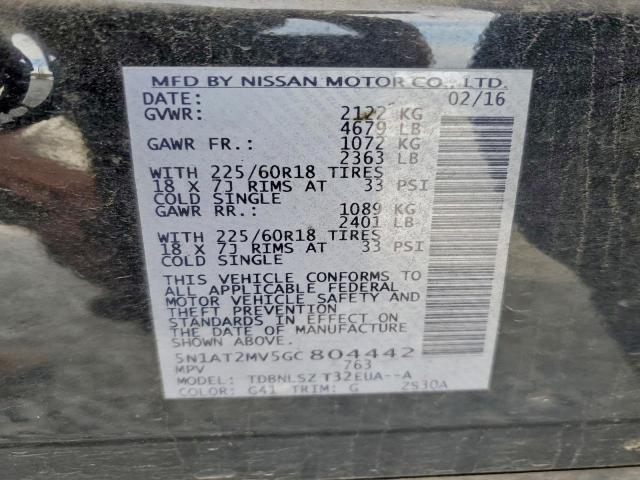 MFD BY NISSAN MOTOR CO., LTD.
DATE: 02/16
GVWR: 2122 KG
4679 LB
GAWR FR.: 1072 KG
2363 LB
WITH 225/60R18 TIRES
18 X 7J RIMS AT 33 PSI
COLD SINGLE
GAWR RR.: 1089 KG
2401 LB
WITH 225/60R18 TIRES
18 X 7J RIMS AT 33 PSI
COLD SINGLE
THIS VEHICLE CONFORMS TO
ALL APPLICABLE FEDERAL
MOTOR VEHICLE SAFETY AND
THEFT PREVENTION
STANDARDS IN EFFECT ON
THE DATE OF MANUFACTURE
SHOWN ABOVE.
5N1AT2MV5GC804442
MPV 763
MODEL: TDBNLSZ T32EUA--A
COLOR: G41 TRIM: G 2530A